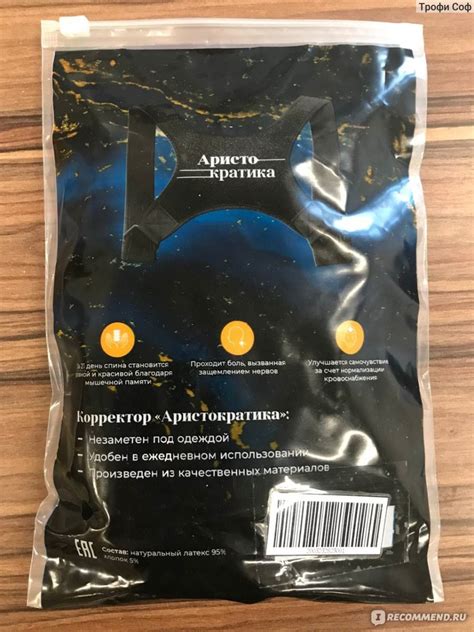 Трофи Соф
Аристо
кратика
день спина становится
и красивой благодаря
мышечной памяти
Проходит боль, вызванная
защемлением нервов
Улучшается самочувствие
за счет нормализации
кровоснабжения
Корректор «Аристократика»:
– Незаметен под одеждой
– Удобен в ежедневном использовании
– Произведен из качественных материалов
EAC
Состав: натуральный латекс 95%
хлопок 5%
RECOMMEND.RU